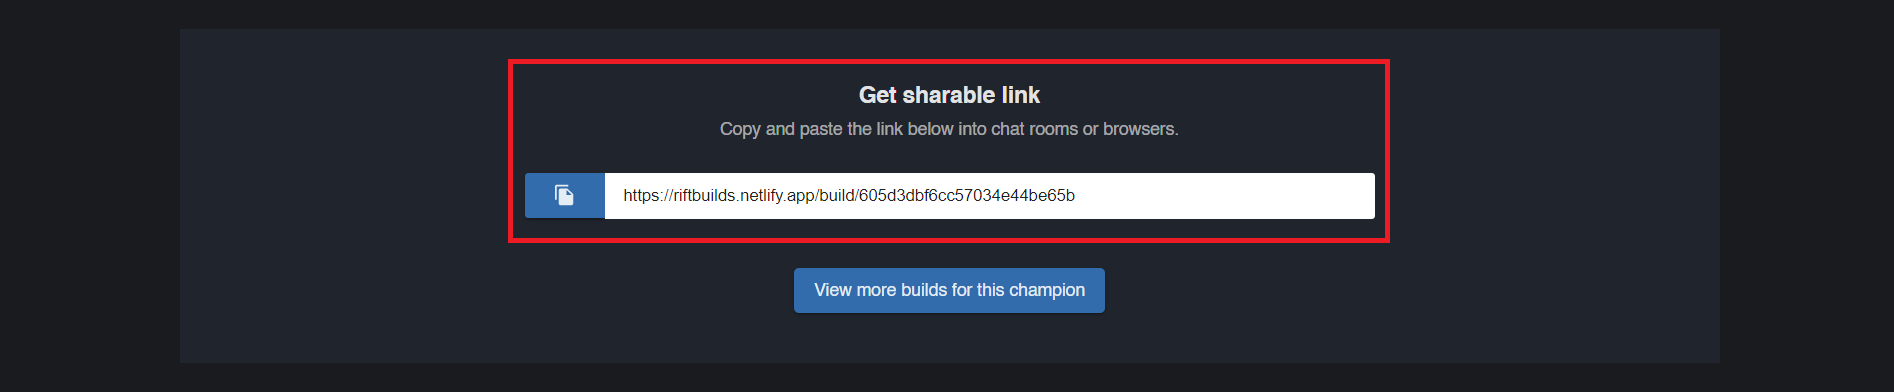 Get sharable link
Copy and paste the link below into chat rooms or browsers.
https://riftbuilds.netlify.app/build/605d3dbf6cc57034e44be65b
View more builds for this champion